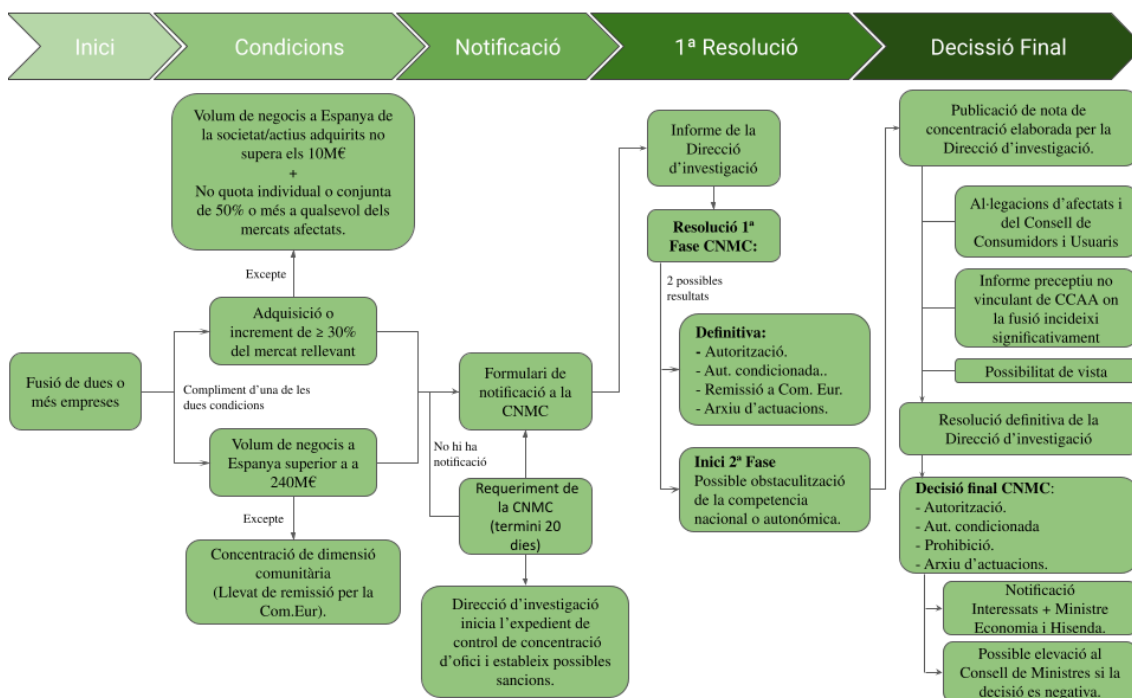 Inici
Condicions
Notificació
1ª Resolució
Decissió Final
Volum de negocis a Espanya de
la societat/actius adquirits no
supera els 10M€
+
No quota individual o conjunta
de 50% o més a qualsevol dels
mercats afectats.
Excepte
Adquisició o
increment de ≥ 30%
del mercat rellevant
Fusió de dues o
més empreses
Compliment d’una de les
dues condicions
Volum de negocis a
Espanya superior a a
240M€
Excepte
Concentració de dimensió
comunitària
(Llevat de remissió per la
Com.Eur).
Formulari de
notificació a la
CNMC
No hi ha
notificació
Requeriment de
la CNMC
(termini 20
dies)
Direcció d’investigació
inicia l’expedient de
control de concentració
d’ofici i estableix possibles
sancions.
Informe de la
Direcció
d’investigació
Resolució 1ª
Fase CNMC:
2 possibles
resultats
Definitiva:
- Autorització.
- Aut. condicionada..
- Remissió a Com. Eur.
- Arxiu d’actuacions.
Inici 2ª Fase
Possible obstaculització
de la competencia
nacional o autonómica.
Publicació de nota de
concentració elaborada per la
Direcció d’investigació.
Al·legacions d’afectats i
del Consell de
Consumidors i Usuaris
Informe preceptiu no
vinculant de CCAA on
la fusió incideixi
significativament
Possibilitat de vista
Resolució definitiva de la
Direcció d’investigació
Decisió final CNMC:
- Autorització.
- Aut. condicionada
- Prohibició.
- Arxiu d’actuacions.
Notificació
Interessats + Ministre
Economia i Hisenda.
Possible elevació al
Consell de Ministres si la
decisió es negativa.